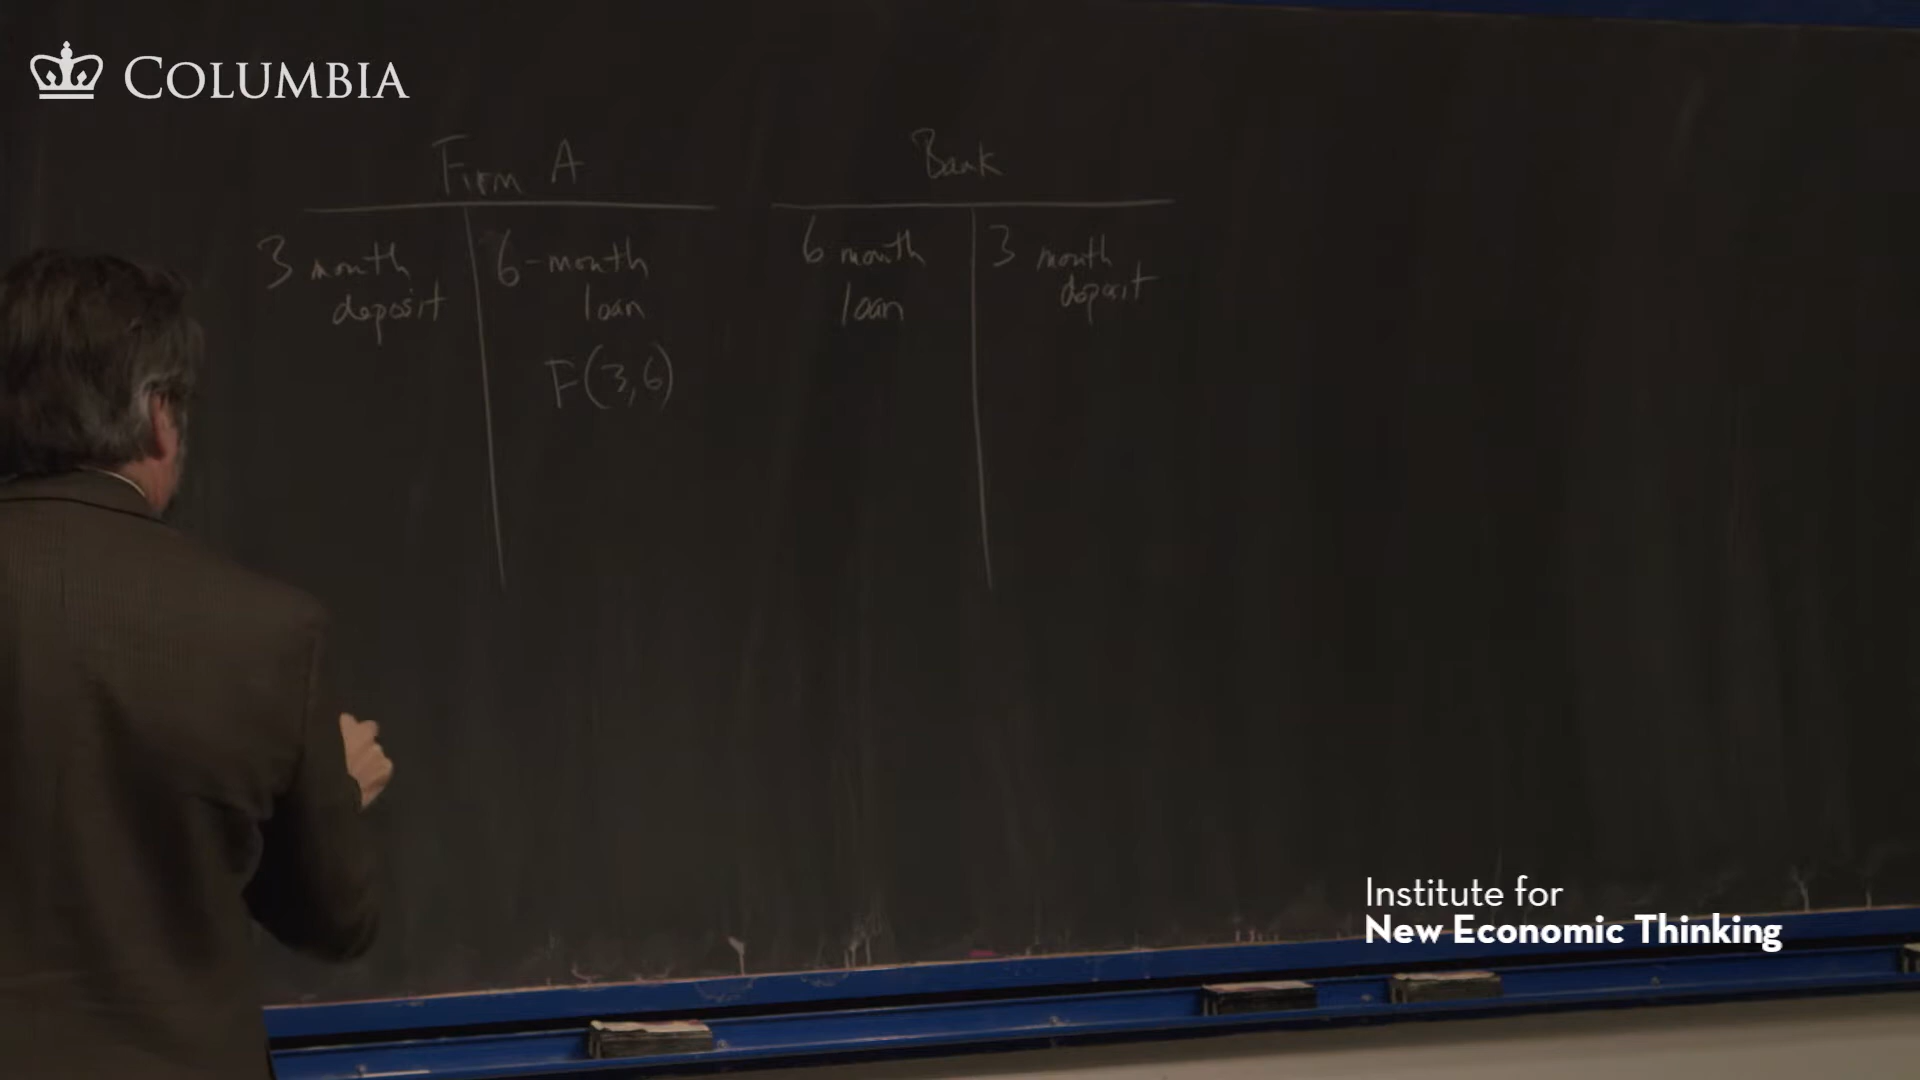 COLUMBIA
Firm A
3 month
deposit
6-month
loan
F(3,6)
Bank
6 month
loan
3 month
deposit
Institute for
New Economic Thinking